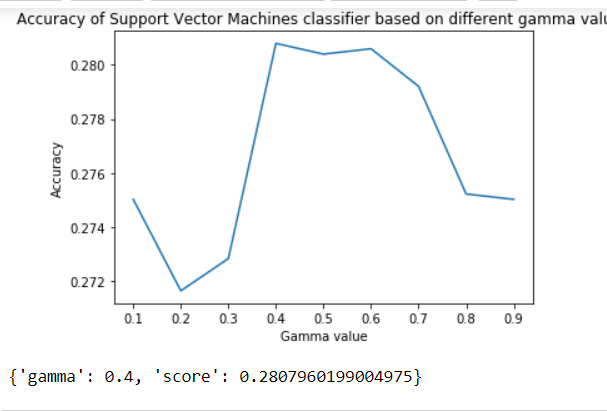 Accuracy of Support Vector Machines classifier based on different gamma valu
0.280
0.278
0.276
0.274
0.272
Accuracy
0.1 0.2 0.3 0.4 0.5 0.6 0.7 0.8 0.9
Gamma value
{'gamma': 0.4, 'score': 0.2807960199004975}